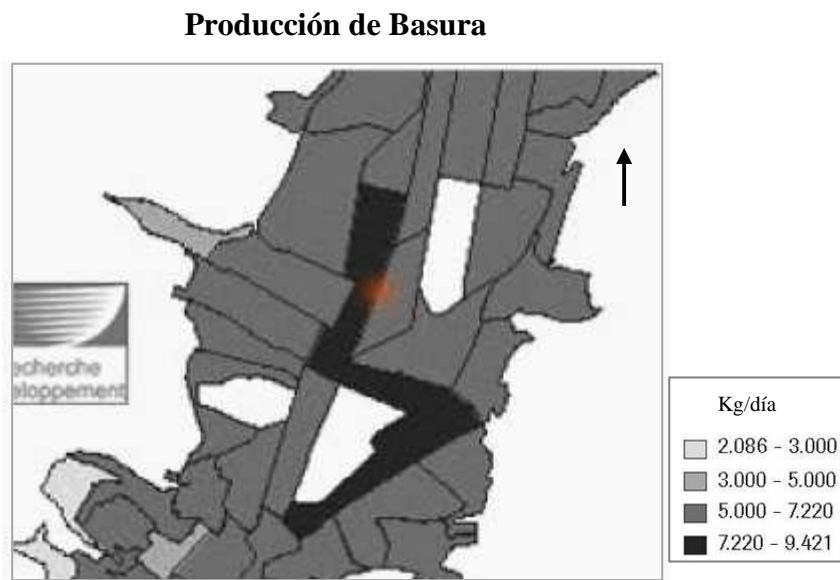 Producción de Basura
echerche
eloppement
Kg/día
2.086 - 3.000
3.000 - 5.000
5.000 - 7.220
7.220 - 9.421